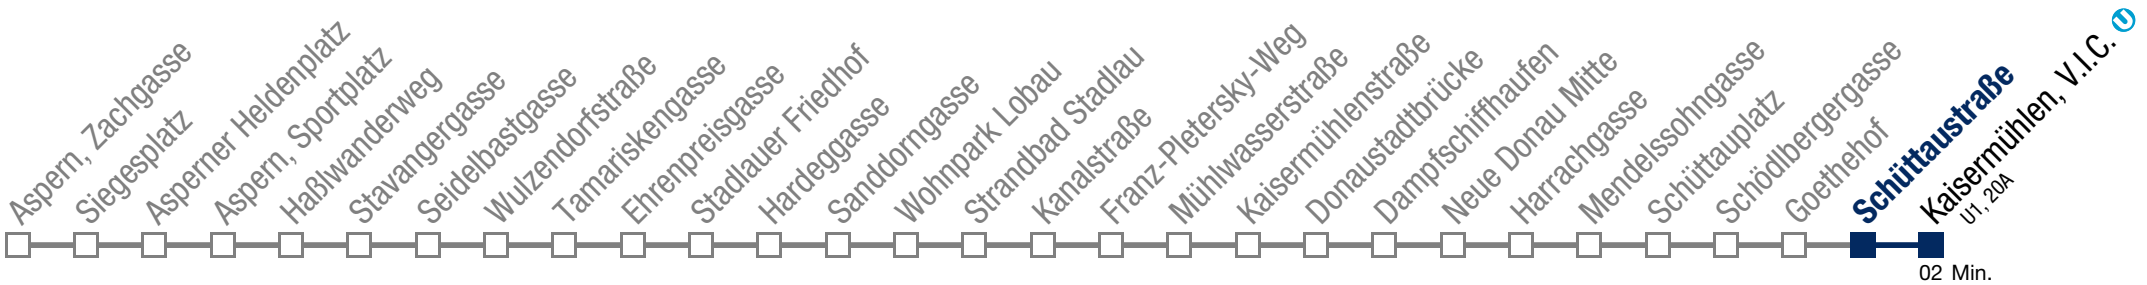 Aspern, Zachgasse
Siegesplatz
Asperner Heldenplatz
Aspern, Sportplatz
Haßlwanderweg
Stavangergasse
Seidelbastgasse
Wulzendorfstraße
Tamariskengasse
Ehrenpreisgasse
Stadlauer Friedhof
Hardeggasse
Sanddorngasse
Wohnpark Lobau
Strandbad Stadlau
Kanalstraße
Franz-Pletersky-Weg
Mühlwasserstraße
Kaisermühlenstraße
Donaustadtbrücke
Dampfschiffhaufen
Neue Donau Mitte
Harrachgasse
Mendelssohngasse
Schüttauplatz
Schödlbergergasse
Goethehof
Schüttaustraße
Kaisermühlen, V.I.C. U
U1, 20A
02 Min.